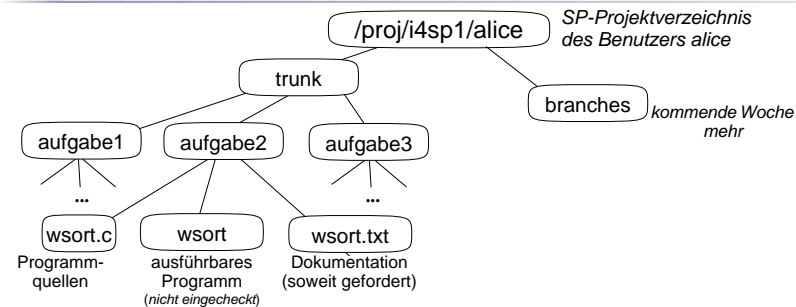 /proj/i4sp1/alice
SP-Projektverzeichnis
des Benutzers alice
trunk
branches
kommende Woche
mehr
aufgabe1
aufgabe2
aufgabe3
...
...
wsort.c
wsort
wsort.txt
Programm-
quellen
ausführbares
Programm
(nicht eingecheckt)
Dokumentation
(soweit gefordert)